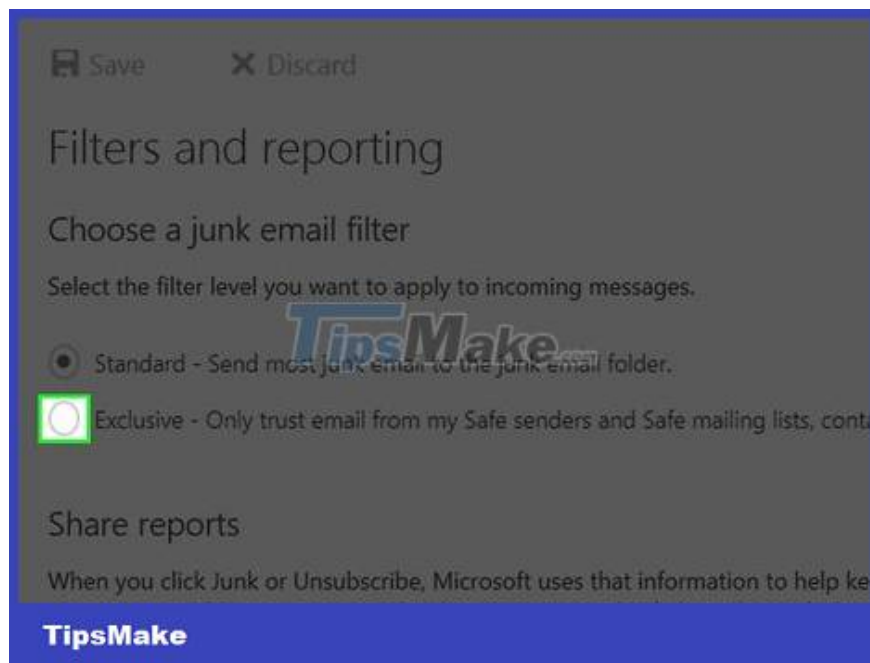 Save
Discard
Filters and reporting
Choose a junk email filter
Select the filter level you want to apply to incoming messages.
TipsMake.com
Standard - Send most junk email to the junk email folder.
Exclusive - Only trust email from my Safe senders and Safe mailing lists, conta
Share reports
When you click Junk or Unsubscribe, Microsoft uses that information to help ke
TipsMake